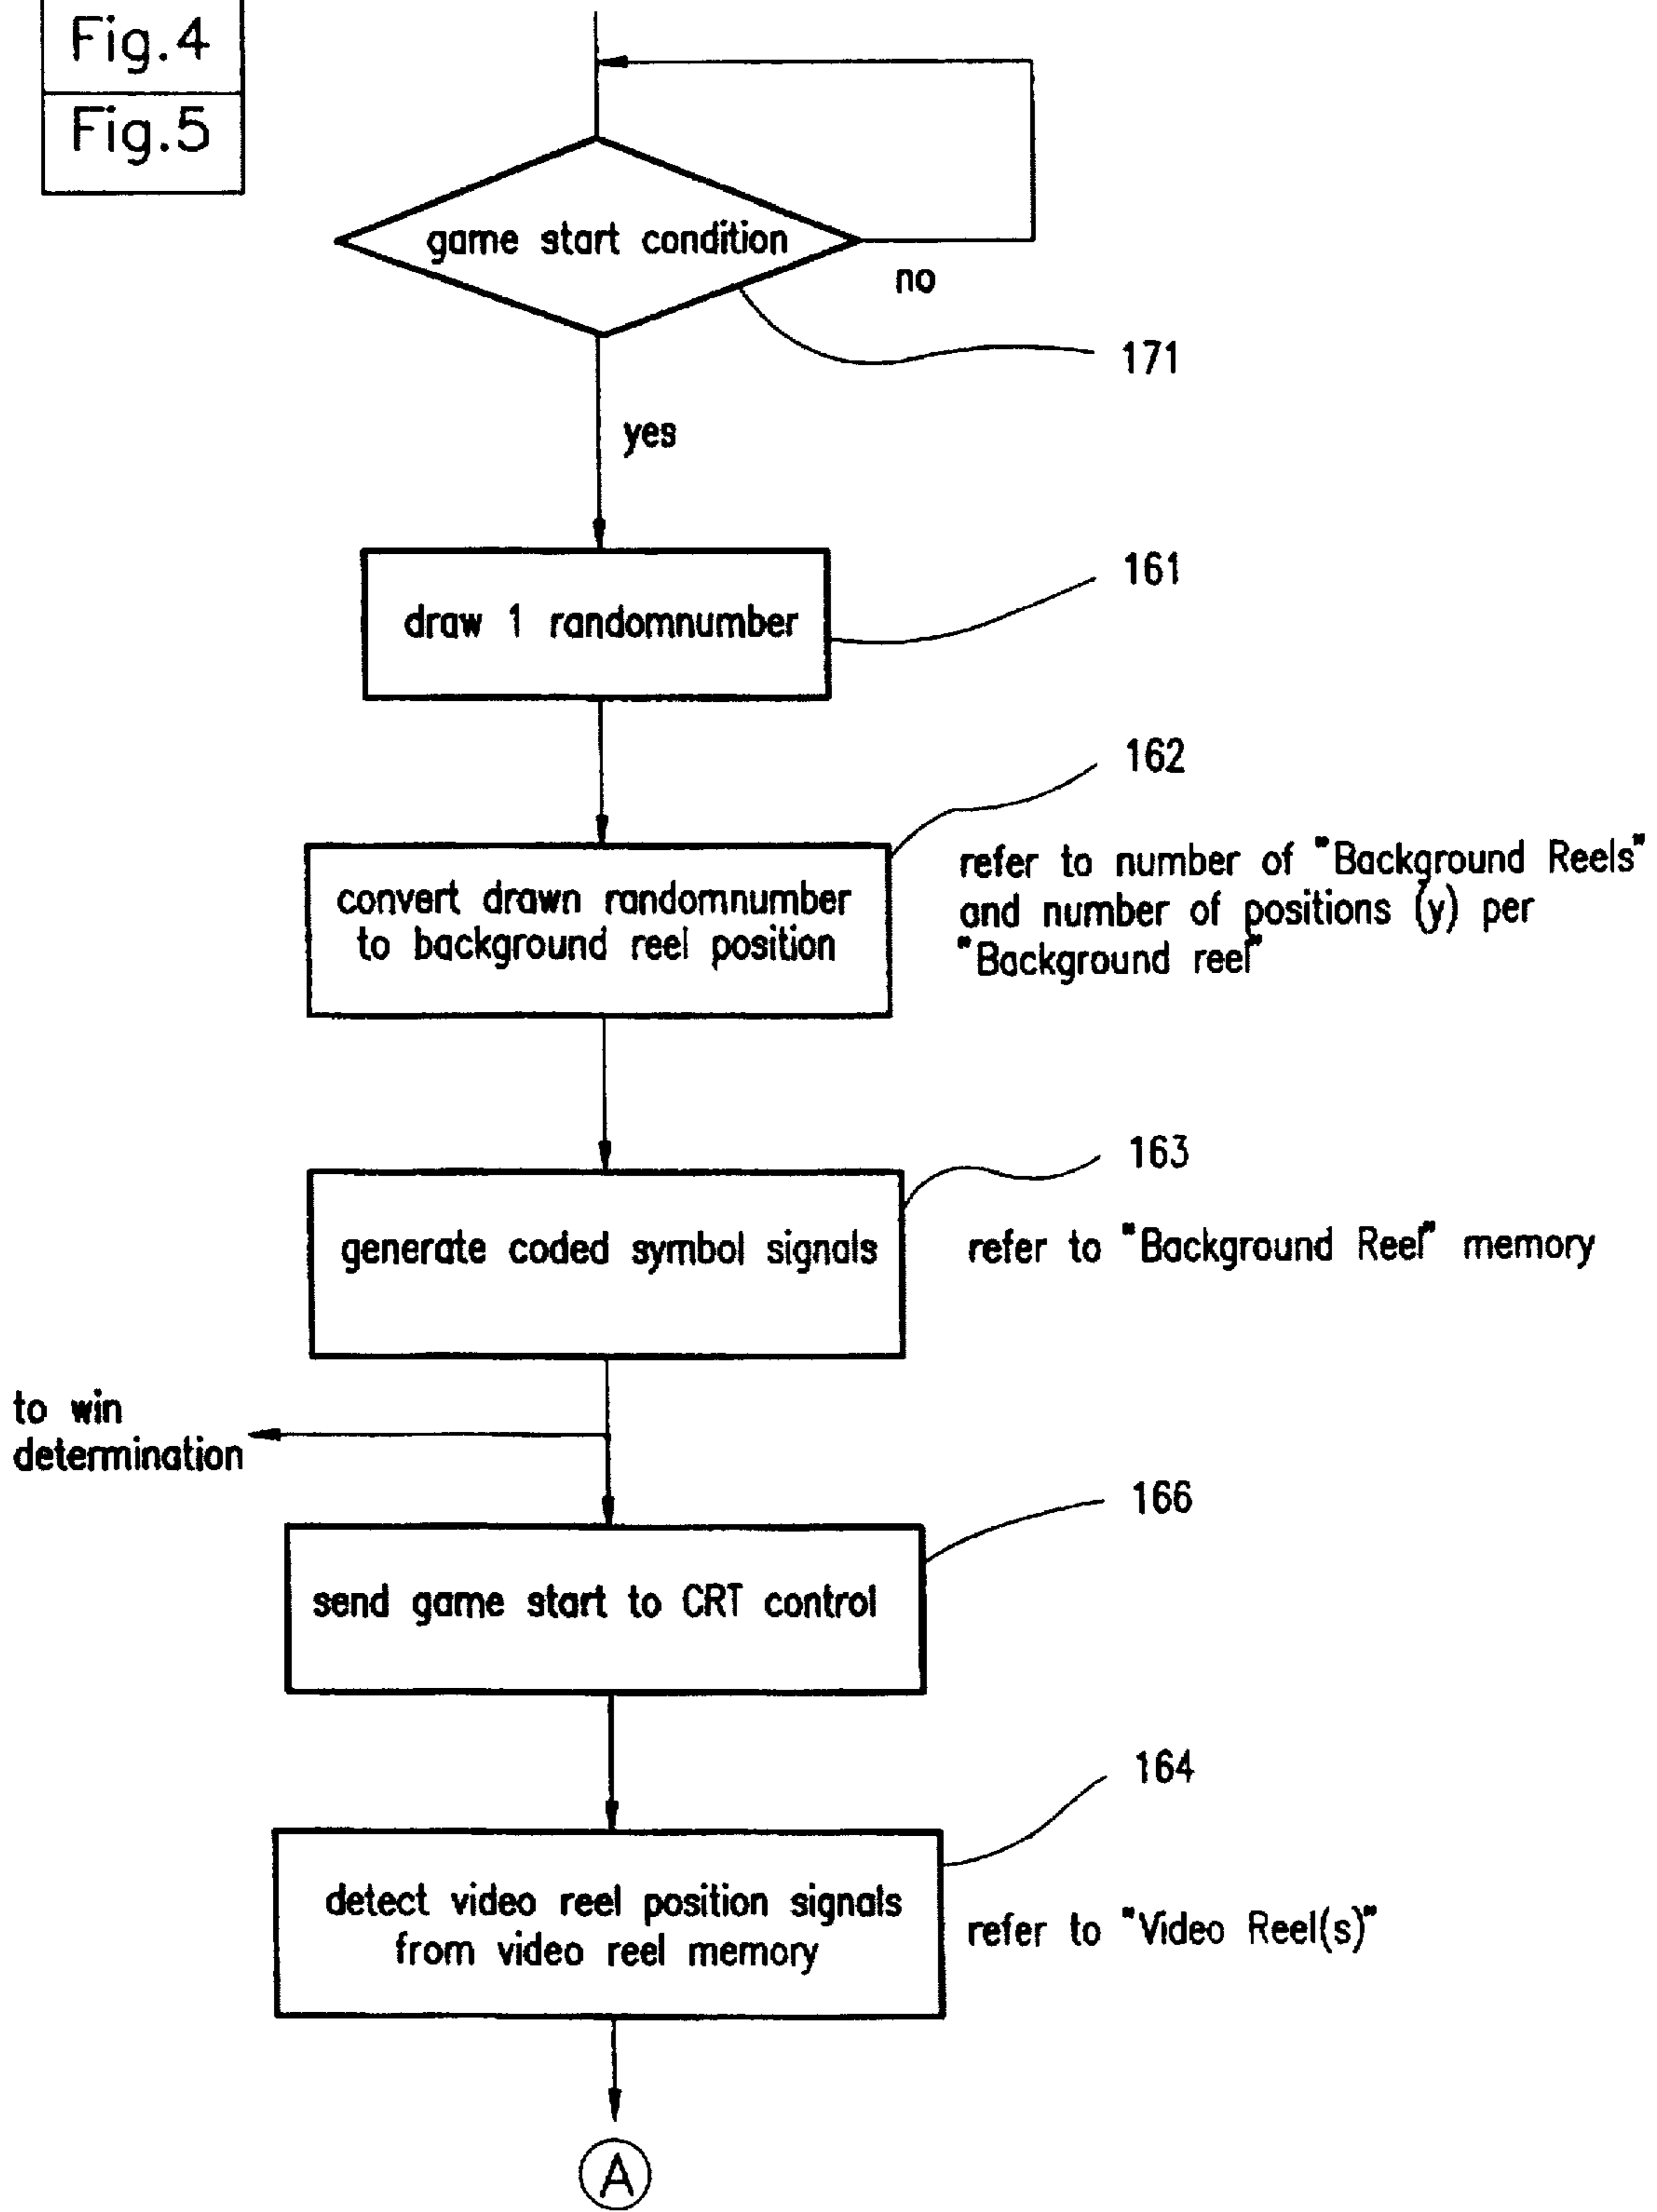 Fig.4
Fig.5
game start condition
no
171
yes
161
draw 1 randomnumber
162
convert drawn randomnumber
to background reel position
refer to number of "Background Reels"
and number of positions (y) per
"Background reel"
163
generate coded symbol signals
refer to "Background Reel" memory
to win
determination
166
send game start to CRT control
164
detect video reel position signals
from video reel memory
refer to "Video Reel(s)"
A